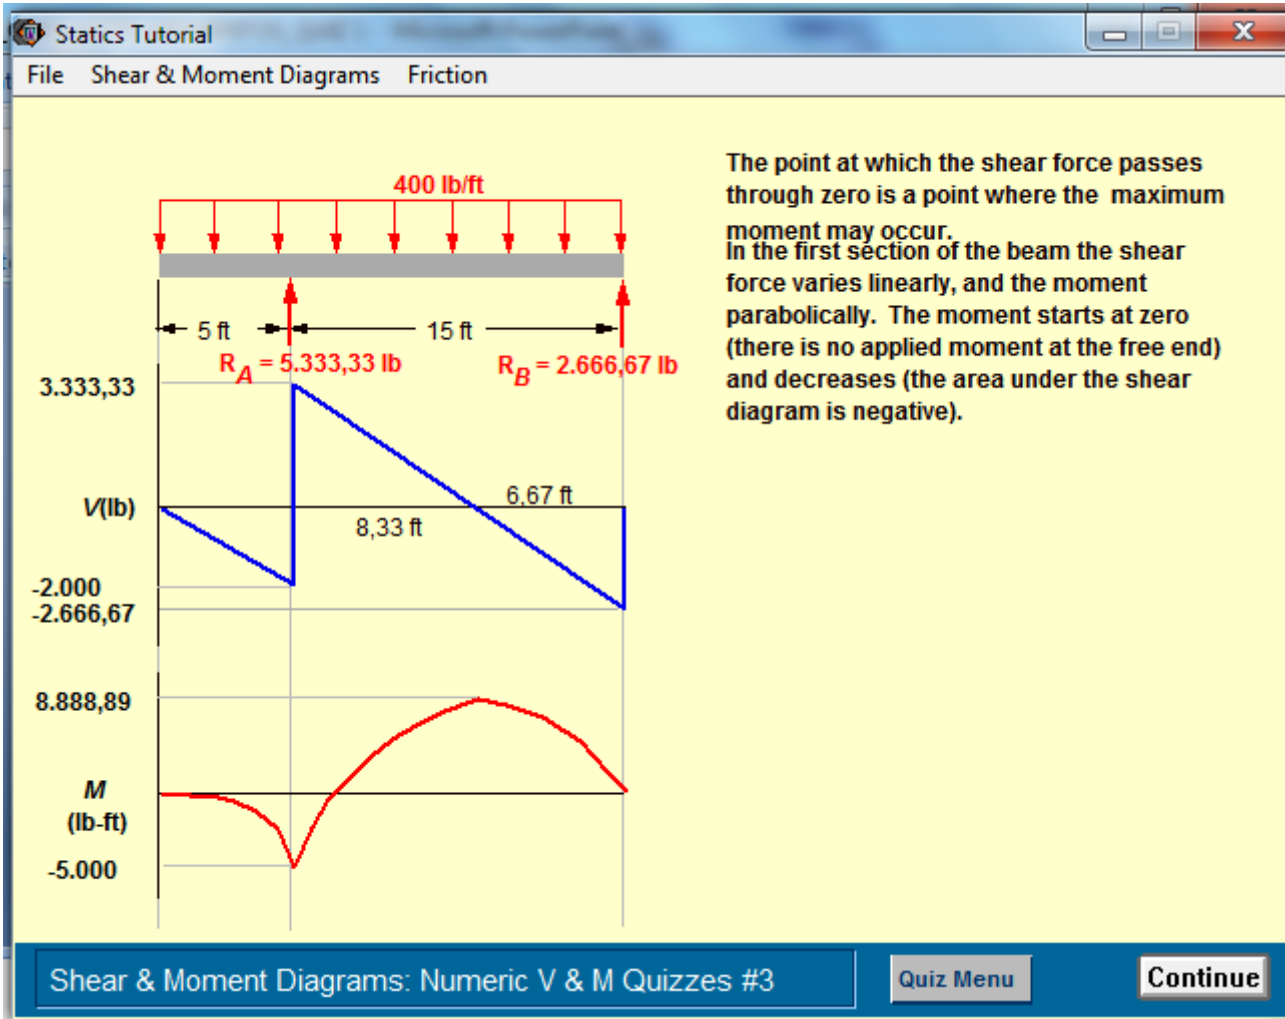 Statics Tutorial
File Shear & Moment Diagrams Friction
The point at which the shear force passes
through zero is a point where the maximum
moment may occur.
In the first section of the beam the shear
force varies linearly, and the moment
parabolically. The moment starts at zero
(there is no applied moment at the free end)
and decreases (the area under the shear
diagram is negative).
400 lb/ft
5 ft
15 ft
RA = 5.333,33 lb
RB = 2.666,67 lb
3.333,33
V(lb)
6,67 ft
8,33 ft
-2.000
-2.666,67
8.888,89
M
(lb-ft)
-5.000
Shear & Moment Diagrams: Numeric V & M Quizzes #3
Quiz Menu
Continue